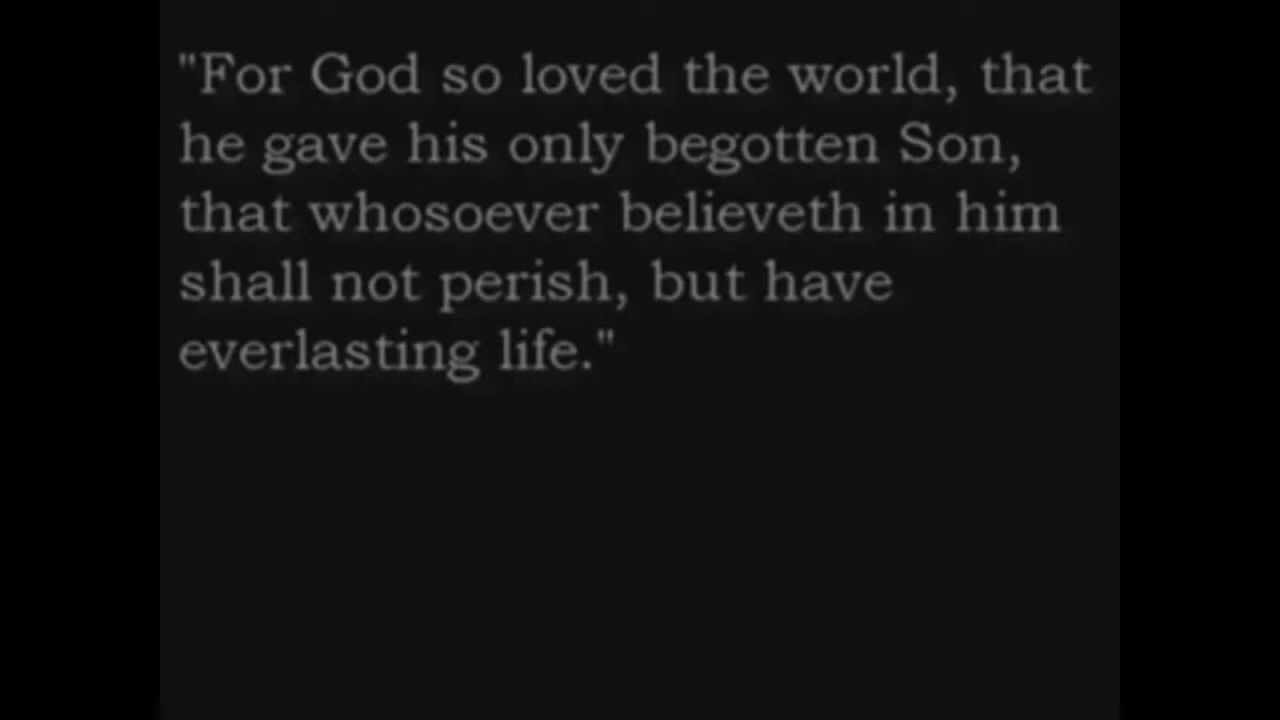 "For God so loved the world, that
he gave his only begotten Son,
that whosoever believeth in him
shall not perish, but have
everlasting life."